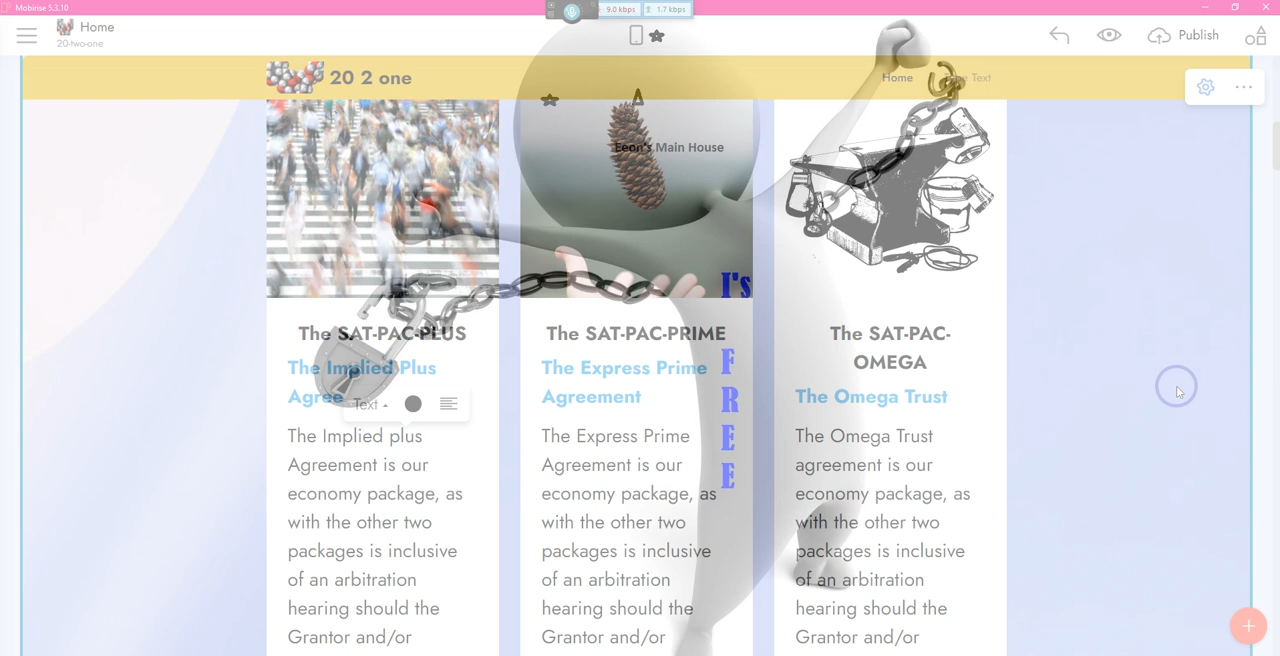 Mobirise 5.3.10
9.0 kbps
1.7 kbps
Home
20-two-one
Publish
20 2 one
Home
Text
Eeon's Main House
I's
FREE
The SAT-PAC-PLUS
The Implied Plus
Agree
Text
The Implied plus
Agreement is our
economy package, as
with the other two
packages is inclusive
of an arbitration
hearing should the
Grantor and/or
The SAT-PAC-PRIME
The Express Prime
Agreement
The Express Prime
Agreement is our
economy package, as
with the other two
packages is inclusive
of an arbitration
hearing should the
Grantor and/or
The SAT-PAC-
OMEGA
The Omega Trust
The Omega Trust
agreement is our
economy package, as
with the other two
packages is inclusive
of an arbitration
hearing should the
Grantor and/or